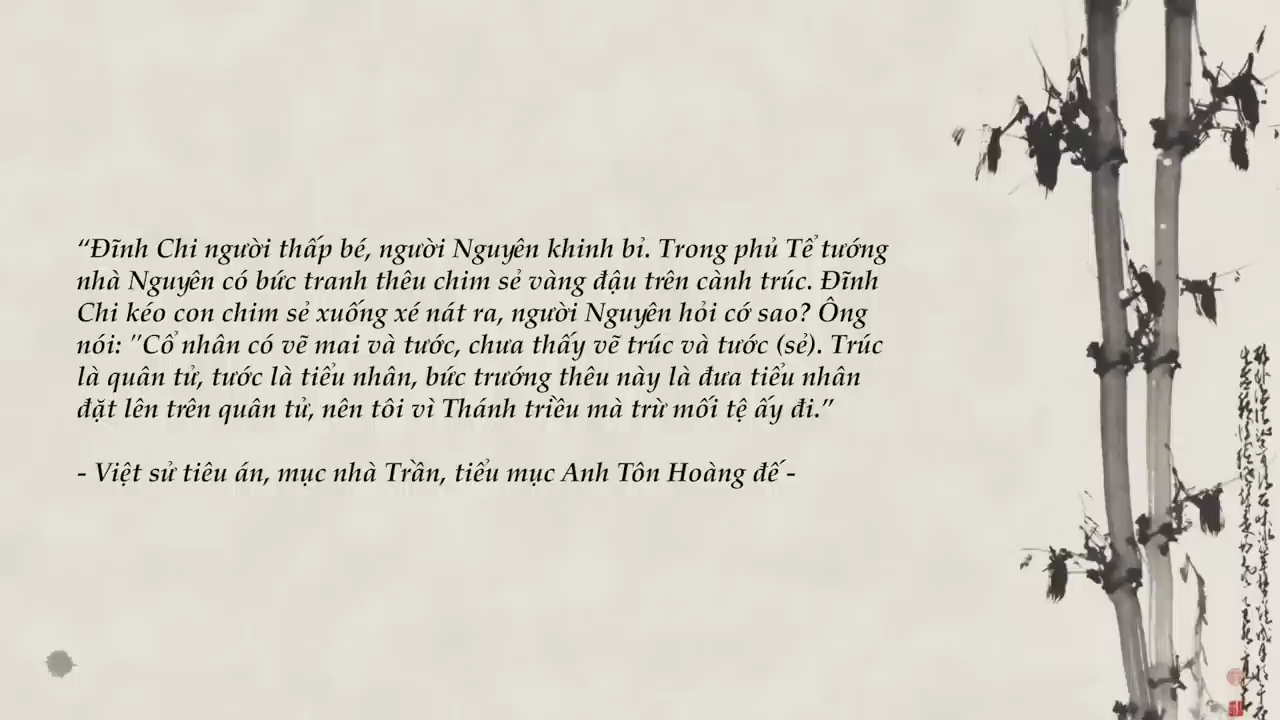 “Đĩnh Chi người thấp bé, người Nguyên khinh bỉ. Trong phủ Tể tướng
nhà Nguyên có bức tranh thêu chim sẻ vàng đậu trên cành trúc. Đĩnh
Chi kéo con chim sẻ xuống xé nát ra, người Nguyên hỏi cớ sao? Ông
nói: "Cổ nhân có vẽ mai và tước, chưa thấy vẽ trúc và tước (sẻ). Trúc
là quân tử, tước là tiểu nhân, bức trướng thêu này là đưa tiểu nhân
đặt lên trên quân tử, nên tôi vì Thánh triều mà trừ mối tệ ấy đi.”
- Việt sử tiêu án, mục nhà Trần, tiểu mục Anh Tôn Hoàng đế -